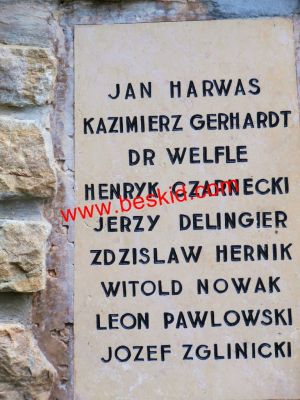 JAN HARWAS
KAZIMIERZ GERHARDT
DR WELFLE
HENRYK CZARNECKI
www.beskid.com
JERZY DELINGIER
ZDZISLAW HERNIK
WITOLD NOWAK
LEON PAWLOWSKI
JOZEF ZGLINICKI